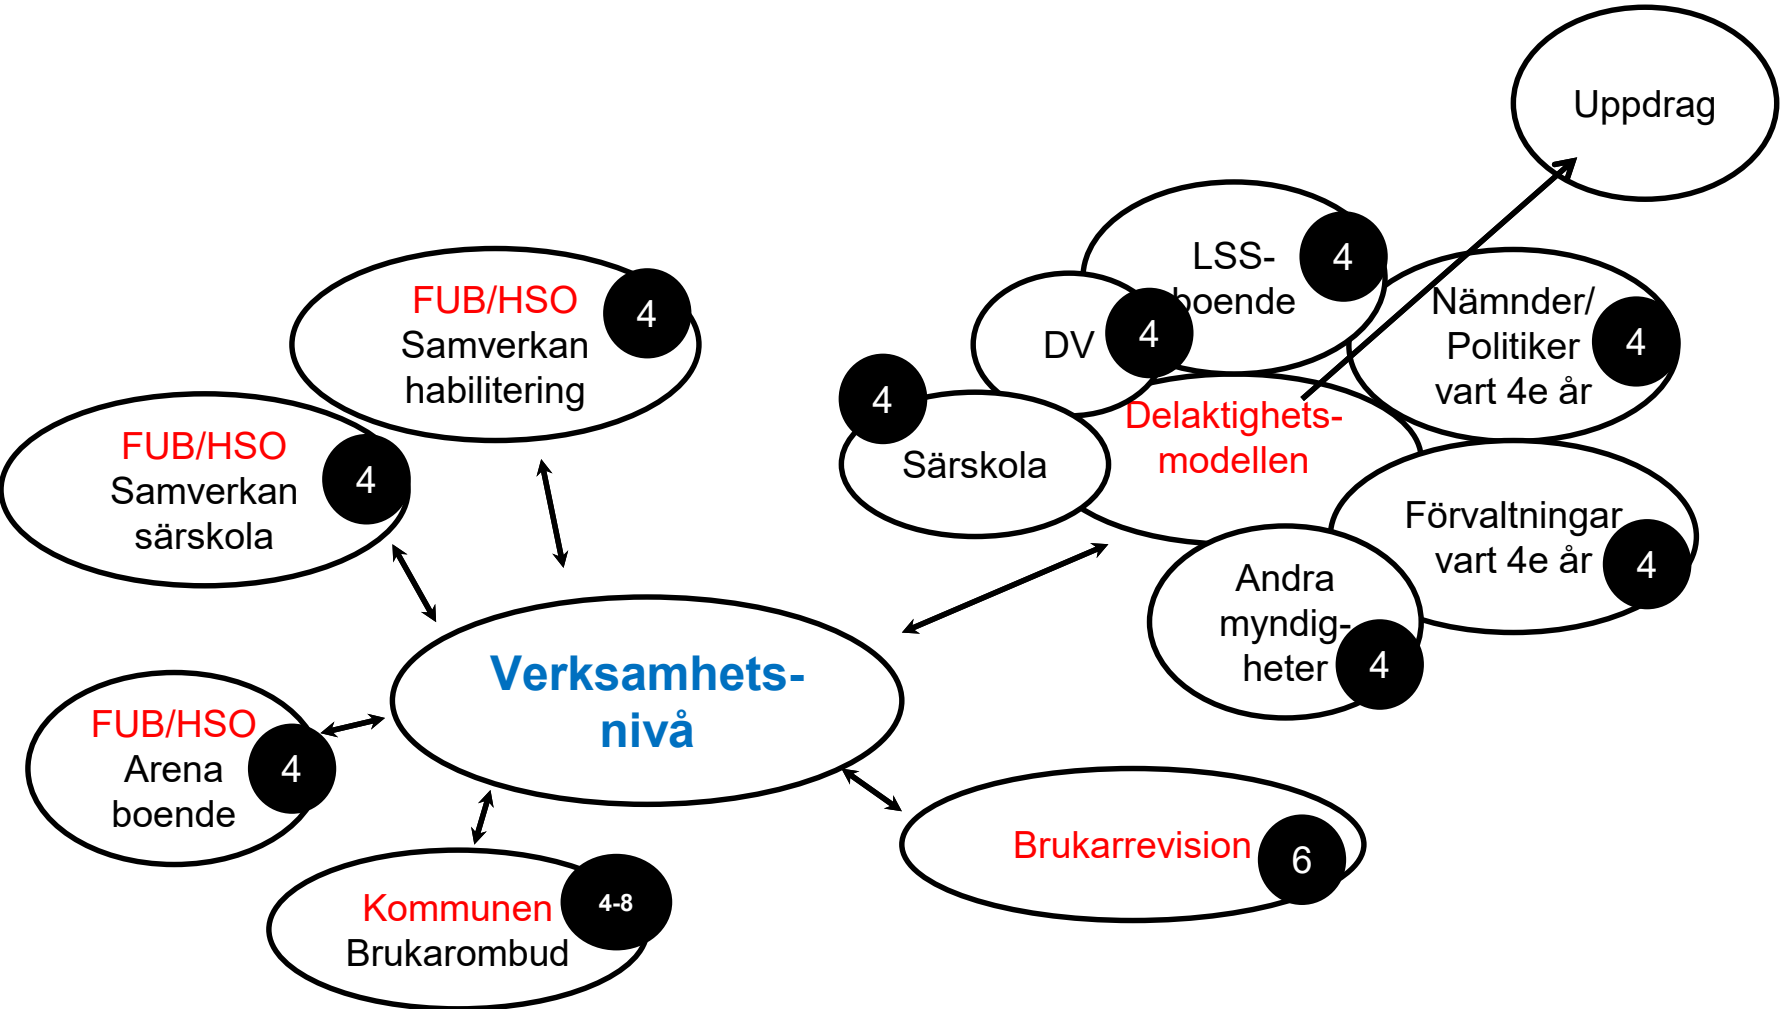 Uppdrag
LSS-
boende
4
DV
4
Nämnder/
Politiker
vart 4e år
4
FUB/HSO
Samverkan
habilitering
4
4
Särskola
Delaktighets-
modellen
FUB/HSO
Samverkan
särskola
4
Förvaltningar
vart 4e år
4
Andra
myndig-
heter
4
Verksamhets-
nivå
FUB/HSO
Arena
boende
4
Brukarrevision
6
Kommunen
Brukarombud
4-8